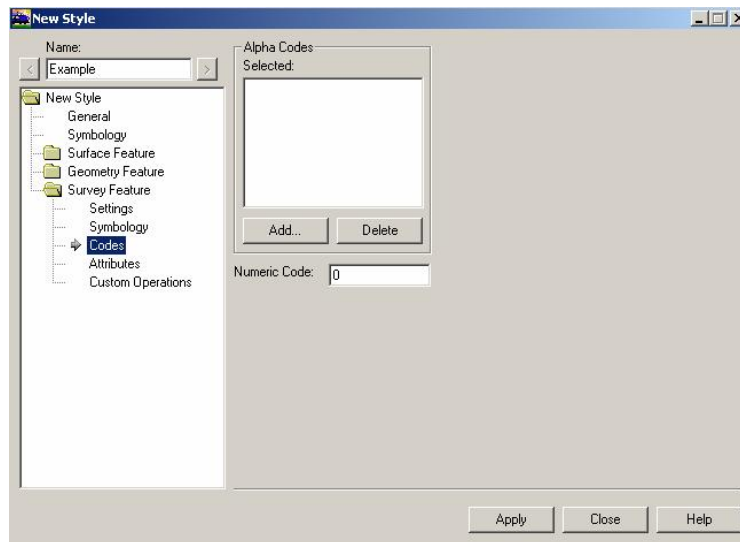 New Style
Name:
Example
New Style
General
Symbology
Surface Feature
Geometry Feature
Survey Feature
Settings
Symbology
Codes
Attributes
Custom Operations
Alpha Codes
Selected:
Add... Delete
Numeric Code: 0
Apply Close Help